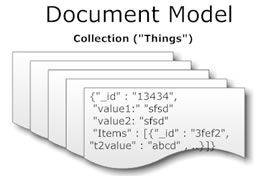 Document Model
Collection ("Things")
{"_id" : "13434",
"value1:" "sfsd"
"value2: "sfsd"
"Items" : [{"_id" : "3fef2",
"t2value" : "abcd" , ..}]}